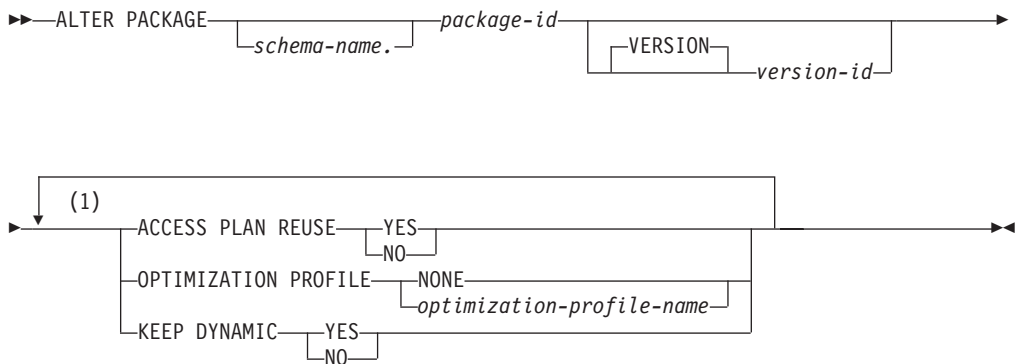 ALTER PACKAGE schema-name. package-id VERSION version-id
(1)
ACCESS PLAN REUSE YES
NO
OPTIMIZATION PROFILE NONE
optimization-profile-name
KEEP DYNAMIC YES
NO